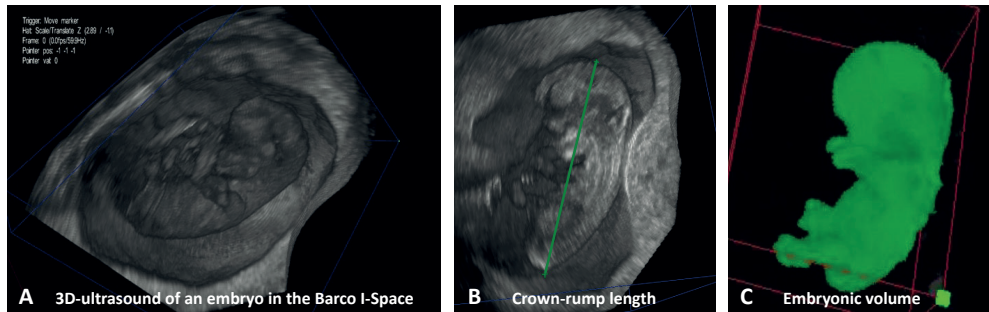 Trigger: Move marker
Hat: Scale/Translate Z (2.89 / -11)
Frame: 0 (0.0fps/59.9Hz)
Pointer pos: -1 -1 -1
Pointer val: 0
A 3D-ultrasound of an embryo in the Barco I-Space
B Crown-rump length
C Embryonic volume